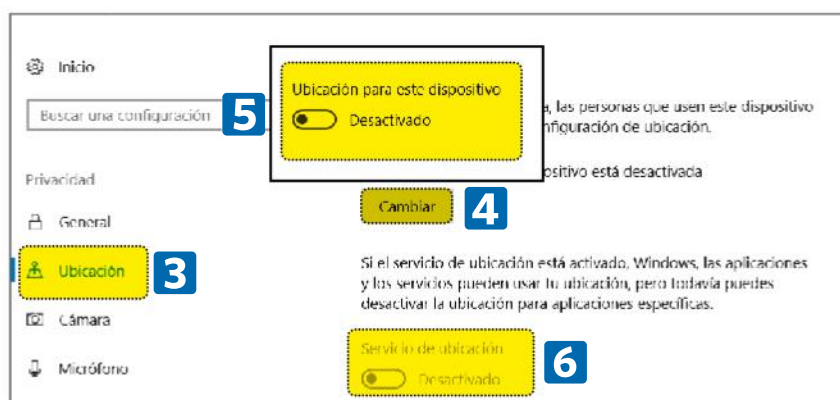 Inicio
Buscar una configuración
5
Ubicación para este dispositivo
Desactivado
, las personas que usen este dispositivo
nfiguración de ubicación.
ositivo está desactivada
Cambiar
4
Privacidad
General
Ubicación
3
Cámara
Micrófono
Si el servicio de ubicación está activado, Windows, las aplicaciones
y los servicios pueden usar tu ubicación, pero todavía puedes
desactivar la ubicación para aplicaciones específicas.
Servicio de ubicación
Desactivado
6